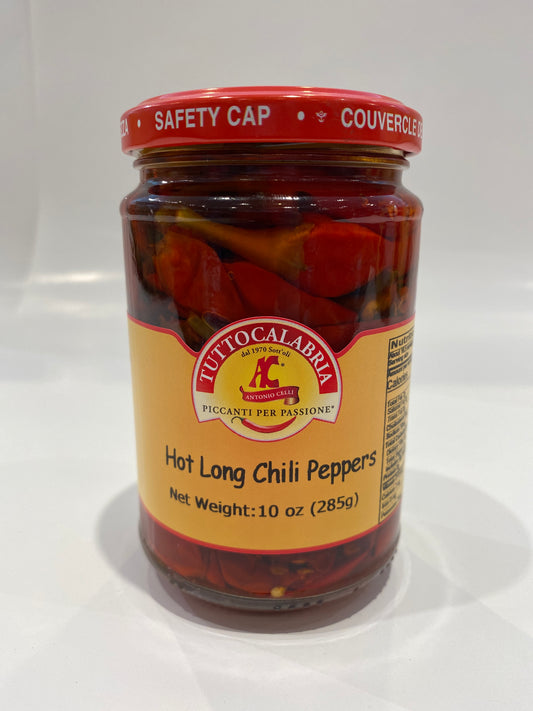 SAFETY CAP • COUVERCLE
TUTTOCALABRIA
dal 1970 Sott'oli
AC®
ANTONIO CELLI
PICCANTI PER PASSIONE®
Hot Long Chili Peppers
Net Weight:10 oz (285g)